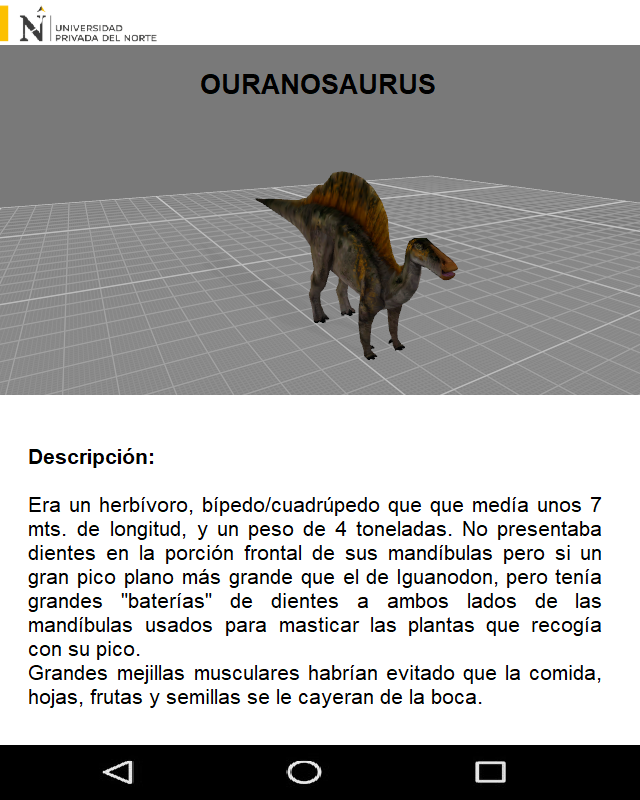 UNIVERSIDAD
PRIVADA DEL NORTE
OURANOSAURUS
Descripción:
Era un herbívoro, bípedo/cuadrúpedo que que medía unos 7
mts. de longitud, y un peso de 4 toneladas. No presentaba
dientes en la porción frontal de sus mandíbulas pero si un
gran pico plano más grande que el de Iguanodon, pero tenía
grandes "baterías" de dientes a ambos lados de las
mandíbulas usados para masticar las plantas que recogía
con su pico.
Grandes mejillas musculares habrían evitado que la comida,
hojas, frutas y semillas se le cayeran de la boca.